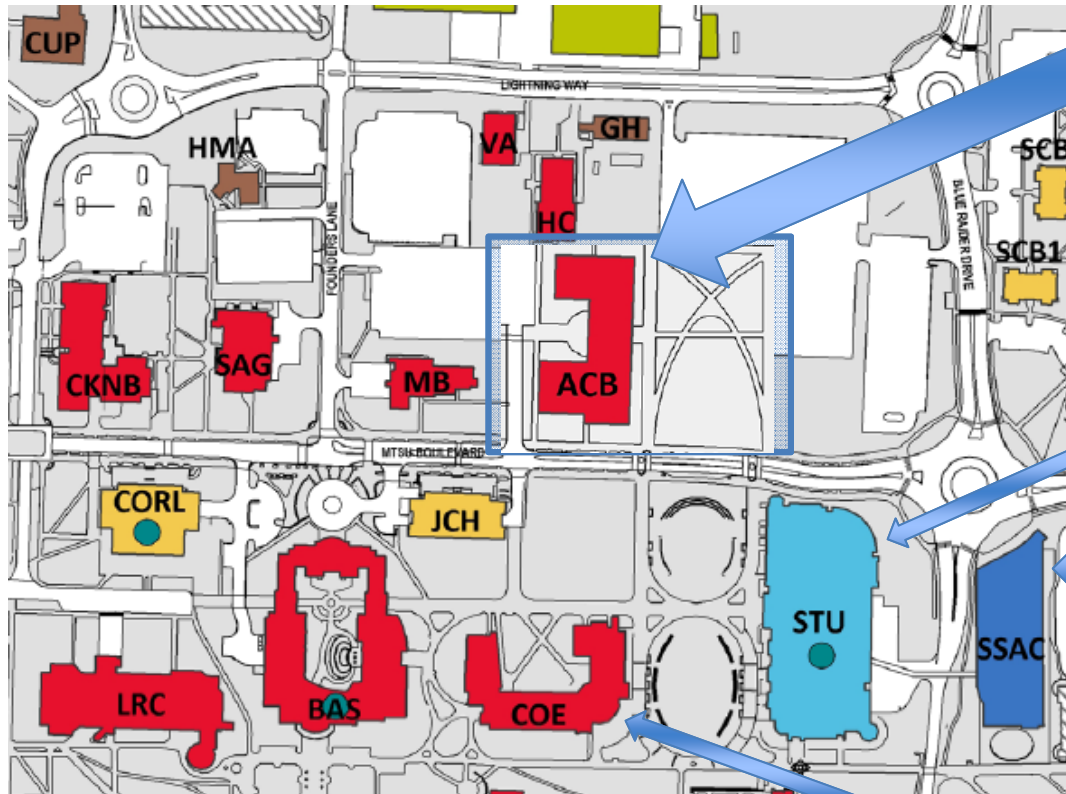 CUP
LIGHTNING WAY
VA
GH
HMA
SCB
HC
BLUE RAIDER DRIVE
FOUNDERS LANE
SCB1
CKNB
SAG
MB
ACB
MTSU BOULEVARD
CORL
JCH
STU
SSAC
LRC
BAS
COE